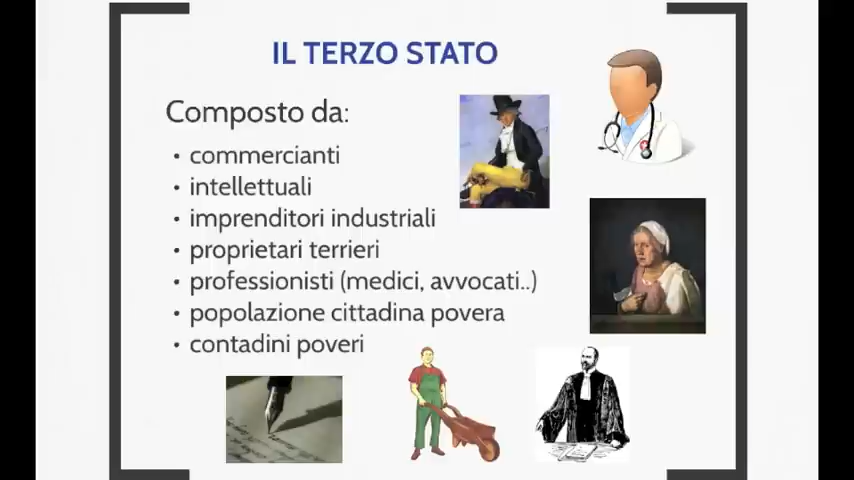 IL TERZO STATO
Composto da:
• commercianti
• intellettuali
• imprenditori industriali
• proprietari terrieri
• professionisti (medici, avvocati..)
• popolazione cittadina povera
• contadini poveri